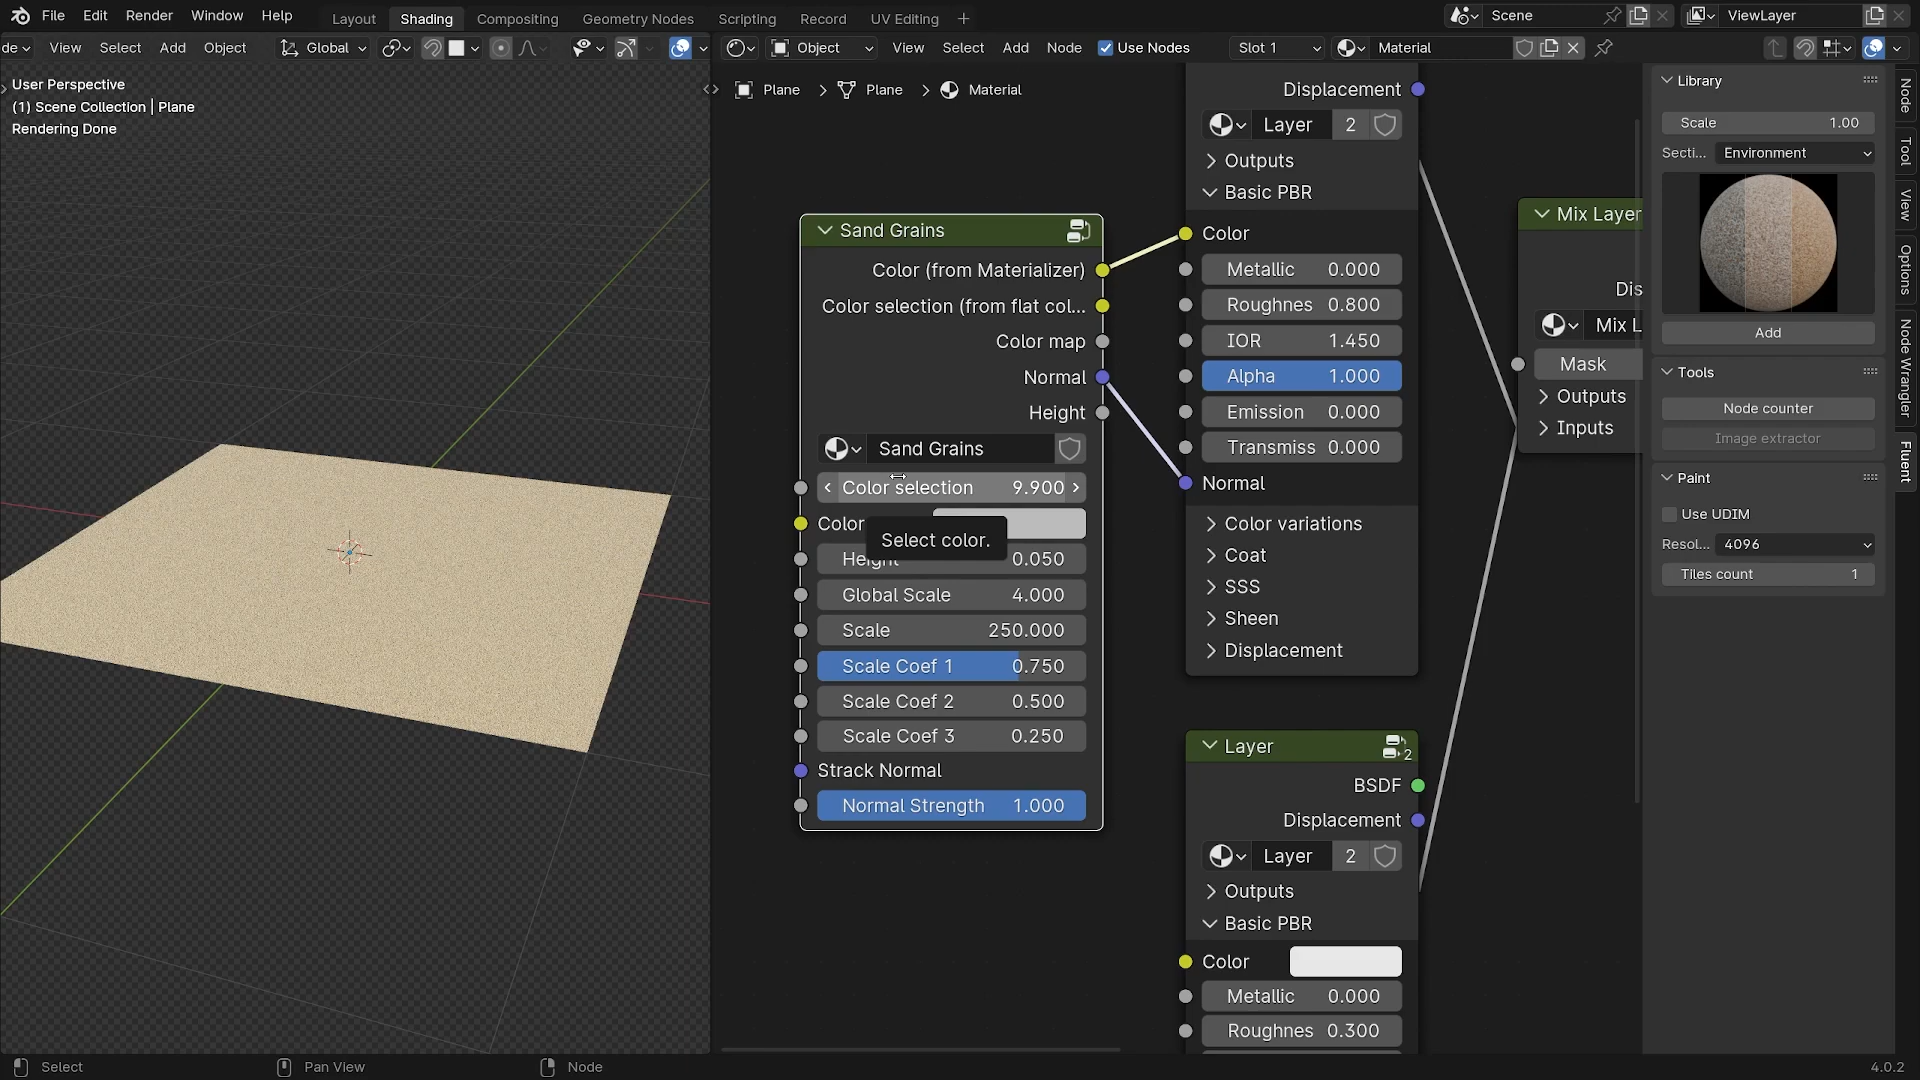 File Edit Render Window Help
Layout Shading Compositing Geometry Nodes Scripting Record UV Editing
Scene
ViewLayer
de View Select Add Object Global
Object View Select Add Node Use Nodes Slot 1 Material
User Perspective
(1) Scene Collection | Plane
Rendering Done
Plane Plane Material
Sand Grains
Color (from Materializer)
Color selection (from flat col...
Color map
Normal
Height
Sand Grains
Color selection 9.900
Color
Select color.
Height 0.050
Global Scale 4.000
Scale 250.000
Scale Coef 1 0.750
Scale Coef 2 0.500
Scale Coef 3 0.250
Strack Normal
Normal Strength 1.000
Displacement
Layer 2
Outputs
Basic PBR
Color
Metallic 0.000
Roughnes 0.800
IOR 1.450
Alpha 1.000
Emission 0.000
Transmiss 0.000
Normal
Color variations
Coat
SSS
Sheen
Displacement
Layer
2
BSDF
Displacement
Layer 2
Outputs
Basic PBR
Color
Metallic 0.000
Roughnes 0.300
Mix Layer
Dis
Mix L
Mask
Outputs
Inputs
Library
Scale 1.00
Secti... Environment
Add
Tools
Node counter
Image extractor
Paint
Use UDIM
Resol... 4096
Tiles count 1
Node
Tool
View
Options
Node Wrangler
Fluent
Select Pan View Node 4.0.2